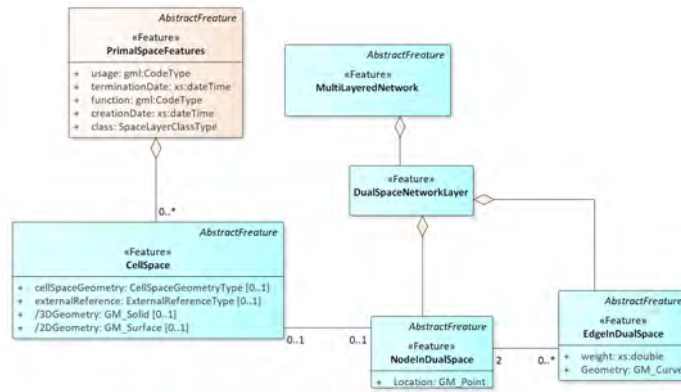 AbstractFreature
«Feature»
PrimalSpaceFeatures
+ usage: gml:CodeType
+ terminationDate: xs:dateTime
+ function: gml:CodeType
+ creationDate: xs:dateTime
+ class: SpaceLayerClassType
AbstractFreature
«Feature»
MultiLayeredNetwork
«Feature»
DualSpaceNetworkLayer
0..*
AbstractFreature
«Feature»
CellSpace
+ cellSpaceGeometry: CellSpaceGeometryType [0..1]
+ externalReference: ExternalReferenceType [0..1]
+ /3DGeometry: GM_Solid [0..1]
+ /2DGeometry: GM_Surface [0..1]
0..1
0..1
AbstractFreature
«Feature»
NodeInDualSpace
+ Location: GM_Point
2
0..*
AbstractFreature
«Feature»
EdgeInDualSpace
+ weight: xs:double
+ Geometry: GM_Curve